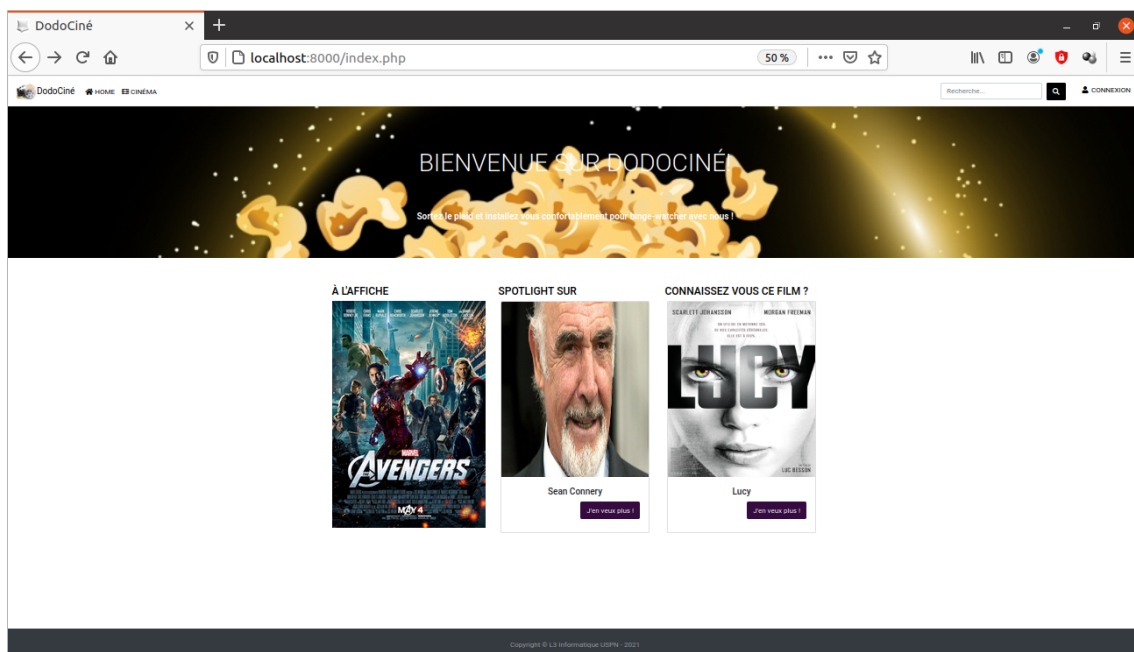 DodoCiné
localhost:8000/index.php
50 %
DodoCiné HOME CINÉMA
Recherche...
CONNEXION
BIENVENUE SUR DODOCINÉ!
Sortez le plaid et installez vous confortablement pour binge-watcher avec nous !
À L'AFFICHE
SPOTLIGHT SUR
CONNAISSEZ VOUS CE FILM ?
SCARLETT JOHANSSON MORGAN FREEMAN
LUCY
LUC BESSON
MARVEL
AVENGERS
MAY 4
Sean Connery
J'en veux plus !
Lucy
J'en veux plus !
Copyright © L3 Informatique USPN - 2021